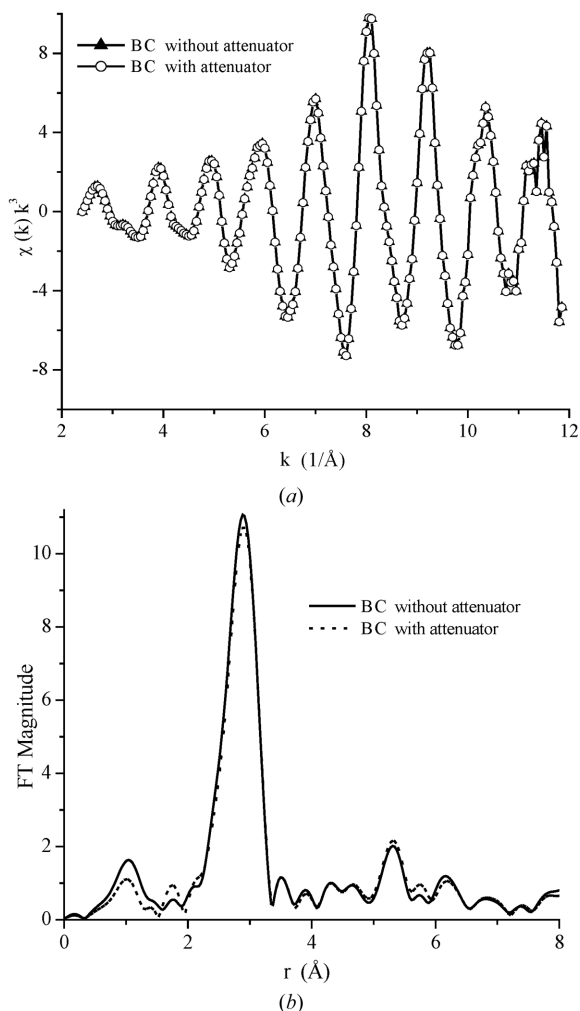 8
4
0
-4
-8
χ (k) k³
BC without attenuator
BC with attenuator
2 4 6 8 10 12
k (1/Å)
(a)
10
8
6
4
2
0
FT Magnitude
BC without attenuator
BC with attenuator
0 2 4 6 8
r (Å)
(b)